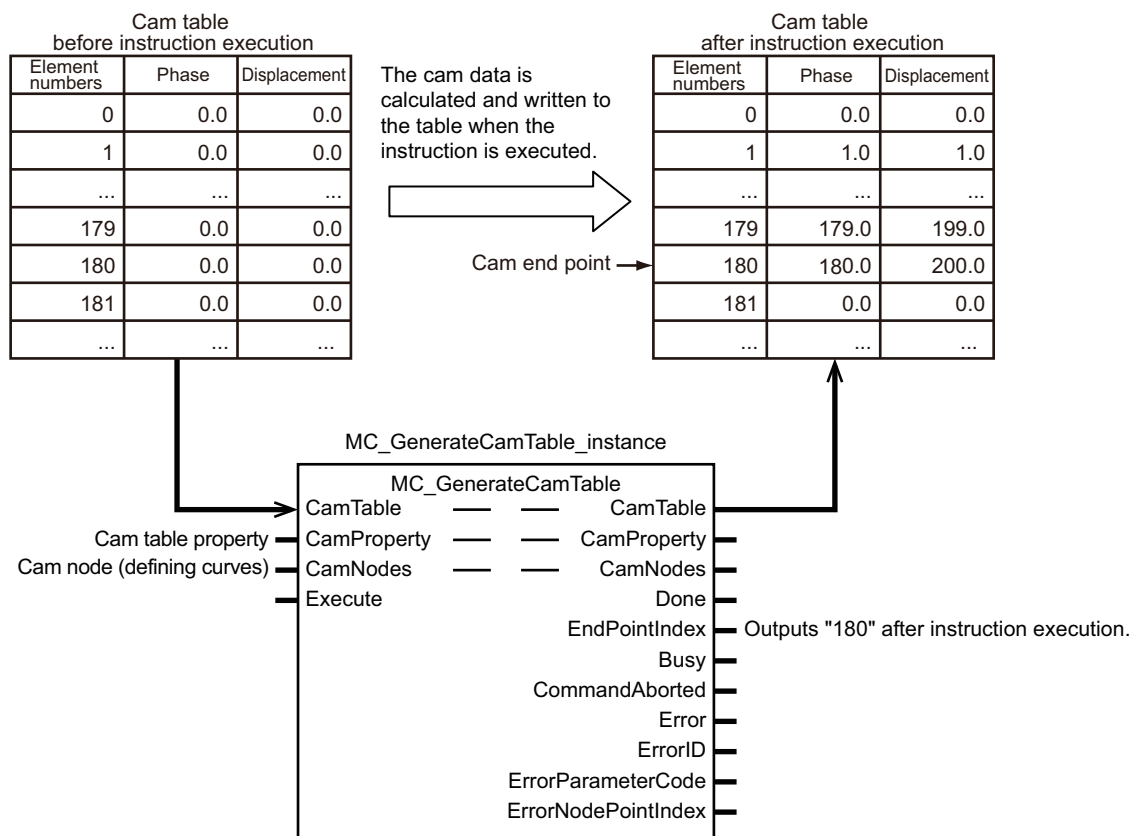 Cam table
before instruction execution
Element
numbers
Phase
Displacement
0 0.0 0.0
1 0.0 0.0
... ... ...
179 0.0 0.0
180 0.0 0.0
181 0.0 0.0
... ... ...
The cam data is
calculated and written to
the table when the
instruction is executed.
Cam end point
Cam table
after instruction execution
Element
numbers
Phase
Displacement
0 0.0 0.0
1 1.0 1.0
... ... ...
179 179.0 199.0
180 180.0 200.0
181 0.0 0.0
... ... ...
MC_GenerateCamTable_instance
MC_GenerateCamTable
CamTable CamTable
Cam table property CamProperty CamProperty
Cam node (defining curves) CamNodes CamNodes
Execute Done
EndPointIndex Outputs "180" after instruction execution.
Busy
CommandAborted
Error
ErrorID
ErrorParameterCode
ErrorNodePointIndex